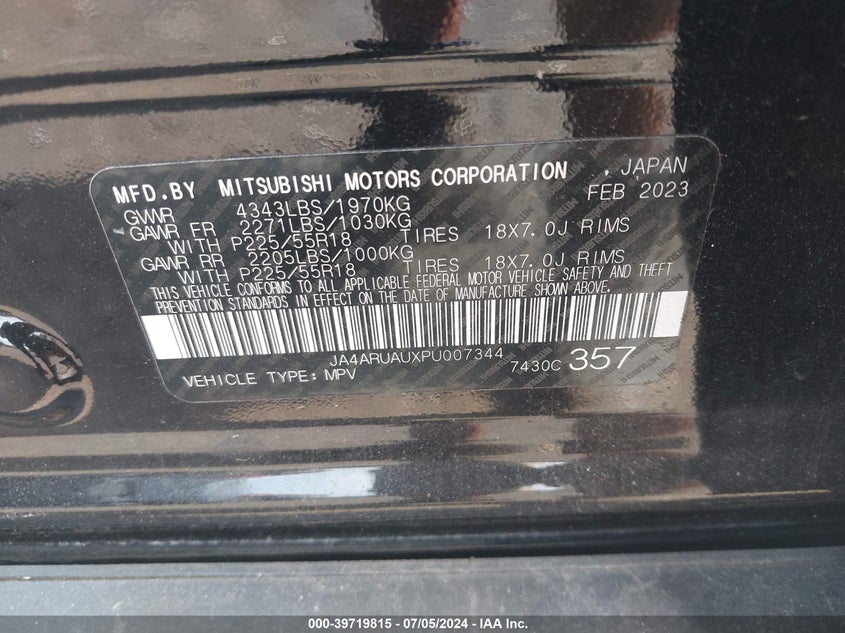 MFD.BY MITSUBISHI MOTORS CORPORATION , JAPAN
FEB 2023
GVWR 4343LBS/1970KG
GAWR FR 2271LBS/1030KG
WITH P225/55R18 TIRES 18X7.0J RIMS
GAWR RR 2205LBS/1000KG
WITH P225/55R18 TIRES 18X7.0J RIMS
THIS VEHICLE CONFORMS TO ALL APPLICABLE FEDERAL MOTOR VEHICLE SAFETY AND THEFT
PREVENTION STANDARDS IN EFFECT ON THE DATE OF MANUFACTURE SHOWN ABOVE.
JA4ARUAUXPU007344
VEHICLE TYPE: MPV 7430C 357
000-39719815 - 07/05/2024 - IAA Inc.